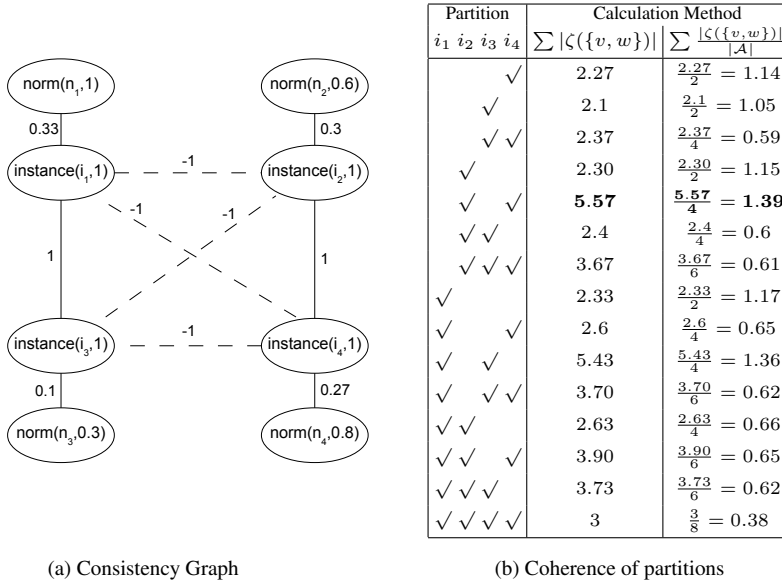 norm(n1,1)
norm(n2,0.6)
0.33
0.3
instance(i1,1)
-1
instance(i2,1)
-1
-1
1
1
instance(i3,1)
-1
instance(i4,1)
0.1
0.27
norm(n3,0.3)
norm(n4,0.8)
(a) Consistency Graph
Partition Calculation Method
i1 i2 i3 i4 ∑ |ζ({v, w})| ∑ |ζ({v,w})|/|A|
√ 2.27 2.27/2 = 1.14
√ 2.1 2.1/2 = 1.05
√ √ 2.37 2.37/4 = 0.59
√ 2.30 2.30/2 = 1.15
√ √ 5.57 5.57/4 = 1.39
√ √ 2.4 2.4/4 = 0.6
√ √ √ 3.67 3.67/6 = 0.61
√ 2.33 2.33/2 = 1.17
√ √ 2.6 2.6/4 = 0.65
√ √ 5.43 5.43/4 = 1.36
√ √ √ 3.70 3.70/6 = 0.62
√ √ 2.63 2.63/4 = 0.66
√ √ √ 3.90 3.90/6 = 0.65
√ √ √ 3.73 3.73/6 = 0.62
√ √ √ √ 3 3/8 = 0.38
(b) Coherence of partitions